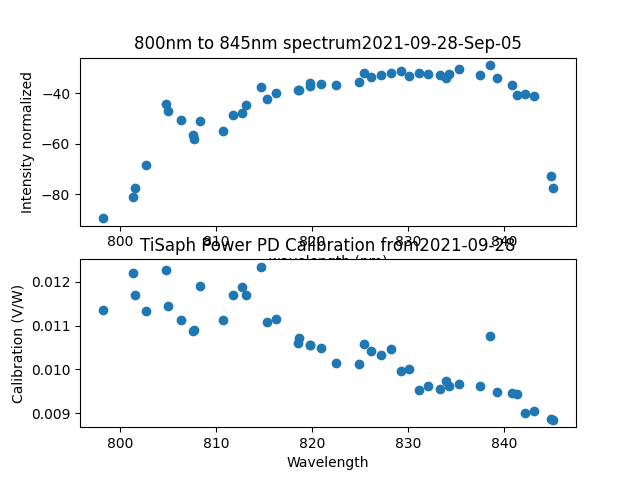 800nm to 845nm spectrum2021-09-28-Sep-05
Intensity normalized
−40
−60
−80
800
810
820
830
840
wavelength (nm)
TiSaph Power PD Calibration from2021-09-28
Calibration (V/W)
0.012
0.011
0.010
0.009
800
810
820
830
840
Wavelength